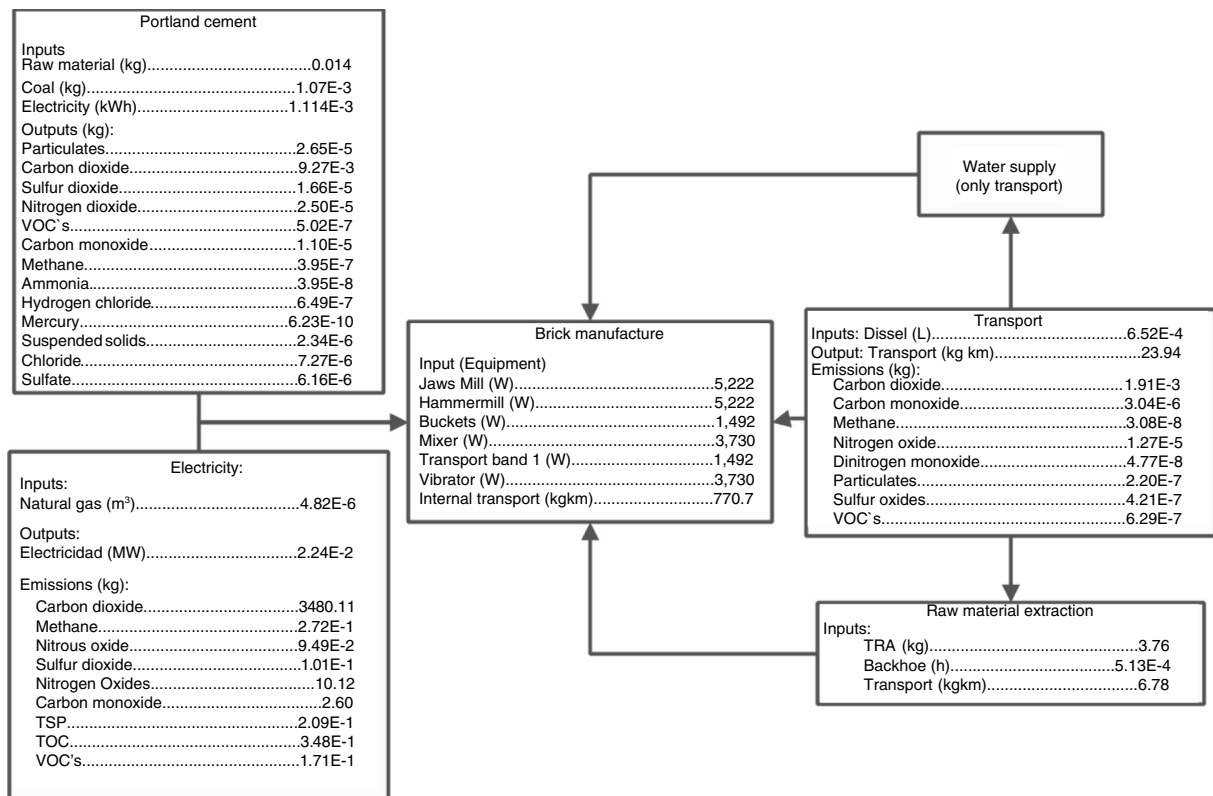 Portland cement
Inputs
Raw material (kg)......................................0.014
Coal (kg)..................................................1.07E-3
Electricity (kWh)....................................1.114E-3
Outputs (kg):
Particulates..............................................2.65E-5
Carbon dioxide.........................................9.27E-3
Sulfur dioxide............................................1.66E-5
Nitrogen dioxide.......................................2.50E-5
VOC`s......................................................5.02E-7
Carbon monoxide.....................................1.10E-5
Methane...................................................3.95E-7
Ammonia..................................................3.95E-8
Hydrogen chloride....................................6.49E-7
Mercury...................................................6.23E-10
Suspended solids.....................................2.34E-6
Chloride....................................................7.27E-6
Sulfate......................................................6.16E-6
Electricity:
Inputs:
Natural gas (m³)....................................4.82E-6
Outputs:
Electricidad (MW)...................................2.24E-2
Emissions (kg):
Carbon dioxide.................................3480.11
Methane...........................................2.72E-1
Nitrous oxide....................................9.49E-2
Sulfur dioxide....................................1.01E-1
Nitrogen Oxides....................................10.12
Carbon monoxide...................................2.60
TSP..................................................2.09E-1
TOC..................................................3.48E-1
VOC's...............................................1.71E-1
Brick manufacture
Input (Equipment)
Jaws Mill (W)..............................................5,222
Hammermill (W).........................................5,222
Buckets (W)................................................1,492
Mixer (W)....................................................3,730
Transport band 1 (W)..................................1,492
Vibrator (W)................................................3,730
Internal transport (kgkm).............................770.7
Water supply
(only transport)
Transport
Inputs: Dissel (L).......................................6.52E-4
Output: Transport (kg km).............................23.94
Emissions (kg):
Carbon dioxide....................................1.91E-3
Carbon monoxide................................3.04E-6
Methane..............................................3.08E-8
Nitrogen oxide.....................................1.27E-5
Dinitrogen monoxide............................4.77E-8
Particulates.........................................2.20E-7
Sulfur oxides.......................................4.21E-7
VOC`s.................................................6.29E-7
Raw material extraction
Inputs:
TRA (kg)................................................3.76
Backhoe (h).......................................5.13E-4
Transport (kgkm)....................................6.78